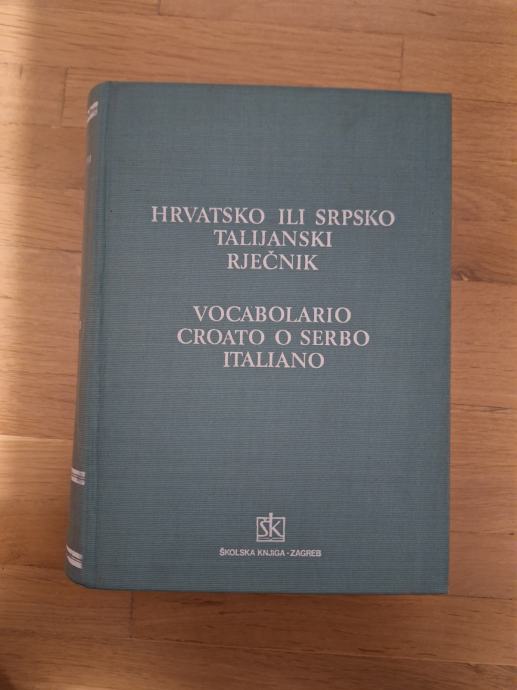 HRVATSKO ILI SRPSKO
TALIJANSKI
RJEČNIK
VOCABOLARIO
CROATO O SERBO
ITALIANO
ŠK
ŠKOLSKA KNJIGA - ZAGREB